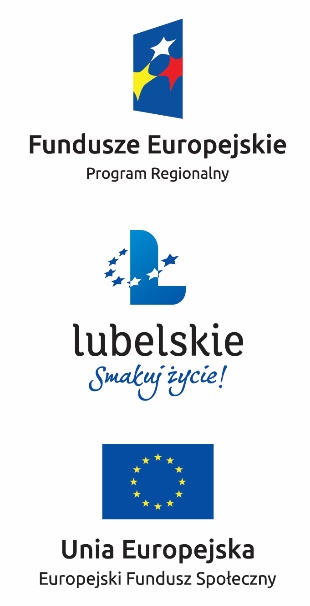 Fundusze Europejskie
Program Regionalny
lubelskie
Smakuj życie!
Unia Europejska
Europejski Fundusz Społeczny